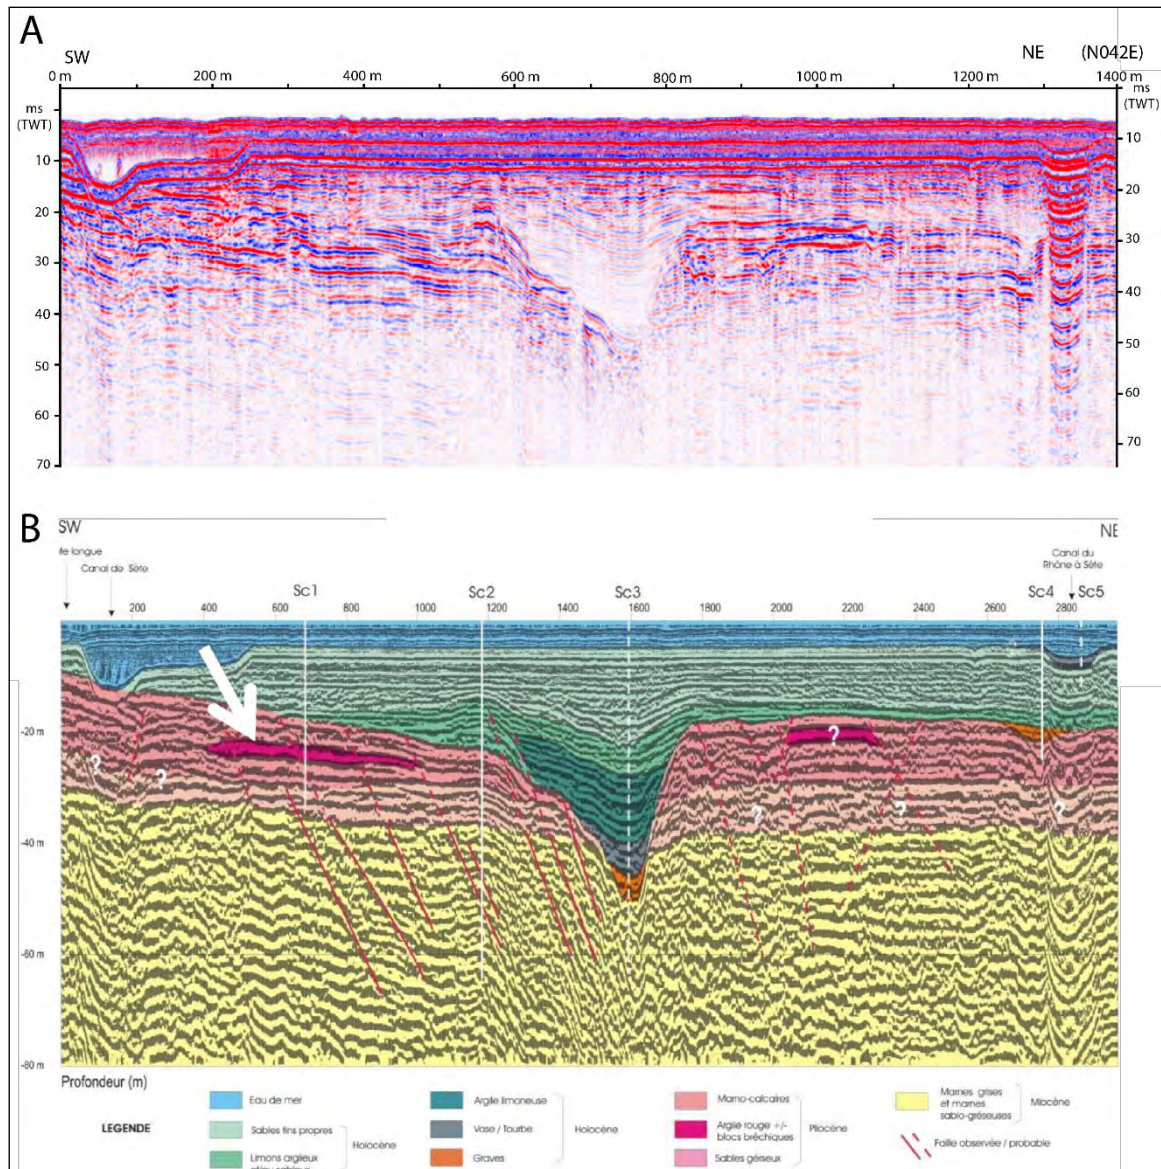 A
SW NE (N042E)
0 m 200 m 400 m 600 m 800 m 1000 m 1200 m 1400 m
ms (TWT) ms (TWT)
10 10
20 20
30 30
40 40
50 50
60 60
70 70
B
SW NE
Canal de Sète
Canal du Rhône à Sète
Sc1 Sc2 Sc3 Sc4 Sc5
200 400 600 800 1000 1200 1400 1600 1800 2000 2200 2400 2600 2800
-20 m
-40 m
-60 m
-80 m
? ? ? ? ? ?
Profondeur (m)
LEGENDE
Eau de mer
Sables fins propres
Limons argileux
Holocène
Argile limoneuse
Vase / Tourbe
Graves
Holocène
Marno-calcaires
Argile rouge +/- blocs bréchiques
Sables gréseux
Pliocène
Marnes grises et marnes sablo-gréseuses
Miocène
Faille observée / probable